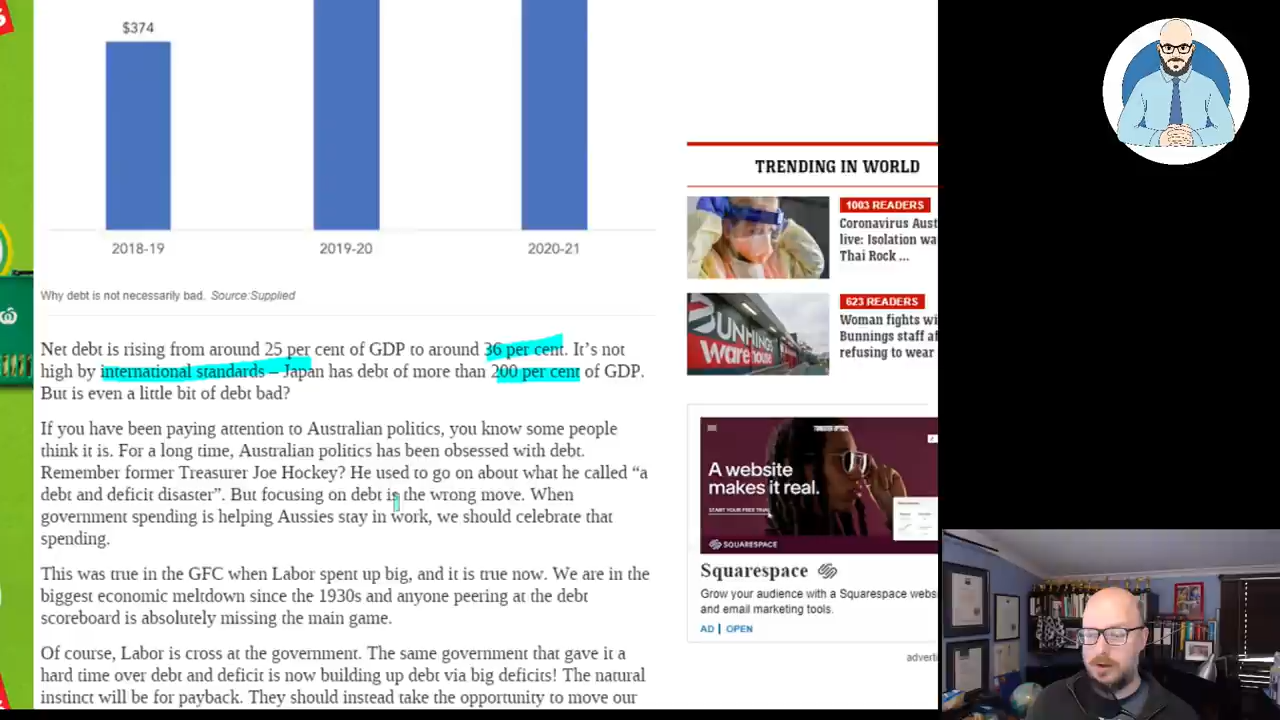 $374
2018-19
2019-20
2020-21
Why debt is not necessarily bad. Source:Supplied
Net debt is rising from around 25 per cent of GDP to around 36 per cent. It’s not
high by international standards – Japan has debt of more than 200 per cent of GDP.
But is even a little bit of debt bad?
If you have been paying attention to Australian politics, you know some people
think it is. For a long time, Australian politics has been obsessed with debt.
Remember former Treasurer Joe Hockey? He used to go on about what he called “a
debt and deficit disaster”. But focusing on debt is the wrong move. When
government spending is helping Aussies stay in work, we should celebrate that
spending.
This was true in the GFC when Labor spent up big, and it is true now. We are in the
biggest economic meltdown since the 1930s and anyone peering at the debt
scoreboard is absolutely missing the main game.
Of course, Labor is cross at the government. The same government that gave it a
hard time over debt and deficit is now building up debt via big deficits! The natural
instinct will be for payback. They should instead take the opportunity to move our
TRENDING IN WORLD
1003 READERS
Coronavirus Aust
live: Isolation wa
Thai Rock ...
623 READERS
Woman fights wi
Bunnings staff af
refusing to wear
BUNNINGS
warehouse
A website
makes it real.
START YOUR FREE TRIAL
SQUARESPACE
Squarespace
Grow your audience with a Squarespace webs
and email marketing tools.
AD | OPEN
adverti